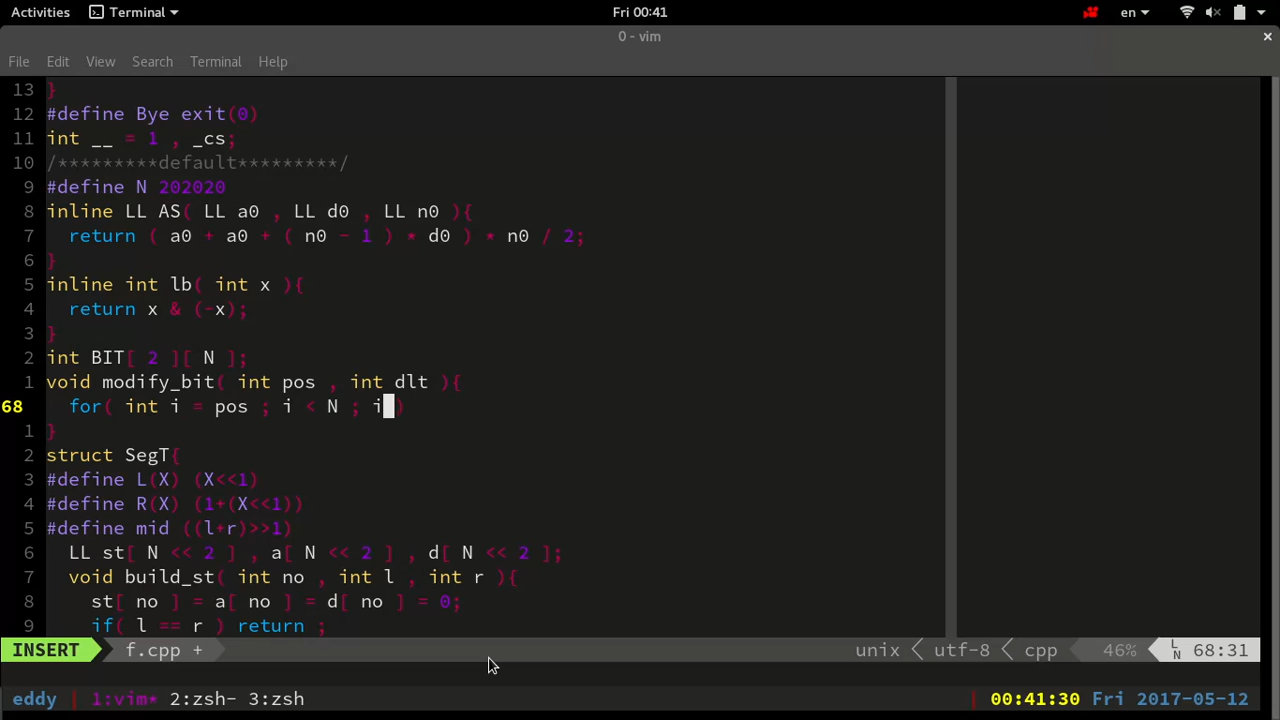 Activities Terminal Fri 00:41 en
0 - vim
File Edit View Search Terminal Help
13 }
12 #define Bye exit(0)
11 int __ = 1 , _cs;
10 /*********default*********/
9 #define N 202020
8 inline LL AS( LL a0 , LL d0 , LL n0 ){
7 return ( a0 + a0 + ( n0 - 1 ) * d0 ) * n0 / 2;
6 }
5 inline int lb( int x ){
4 return x & (-x);
3 }
2 int BIT[ 2 ][ N ];
1 void modify_bit( int pos , int dlt ){
68 for( int i = pos ; i < N ; i )
1 }
2 struct SegT{
3 #define L(X) (X<<1)
4 #define R(X) (1+(X<<1))
5 #define mid ((l+r)>>1)
6 LL st[ N << 2 ] , a[ N << 2 ] , d[ N << 2 ];
7 void build_st( int no , int l , int r ){
8 st[ no ] = a[ no ] = d[ no ] = 0;
9 if( l == r ) return ;
INSERT f.cpp + unix < utf-8 < cpp 46% LN 68:31
eddy | 1:vim* 2:zsh- 3:zsh | 00:41:30 Fri 2017-05-12